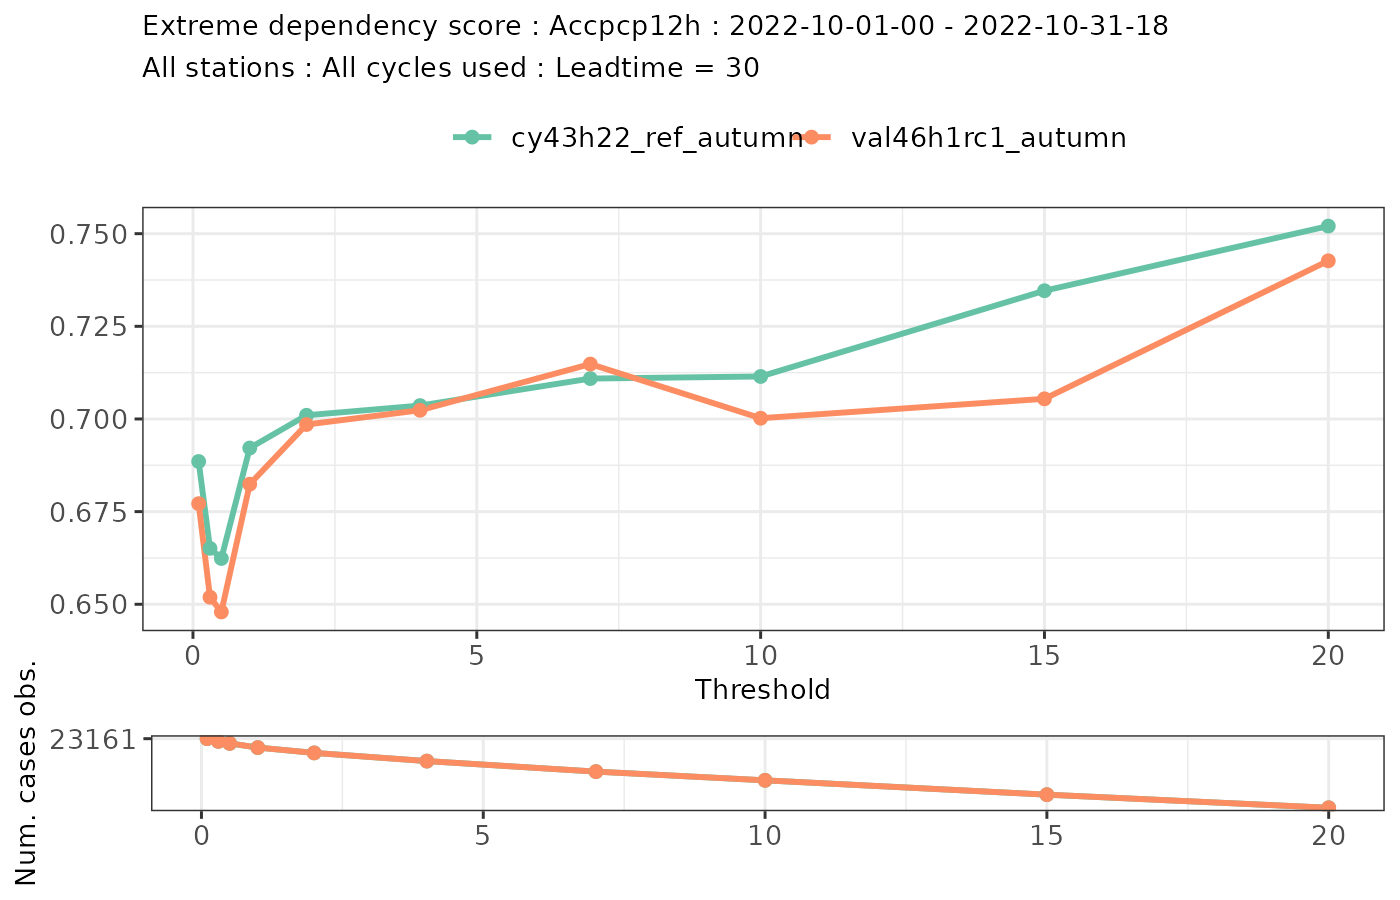 Extreme dependency score : Accpcp12h : 2022-10-01-00 - 2022-10-31-18
All stations : All cycles used : Leadtime = 30
cy43h22_ref_autumn val46h1rc1_autumn
0.750
0.725
0.700
0.675
0.650
0 5 10 15 20
Threshold
Num. cases obs.
23161
0 5 10 15 20